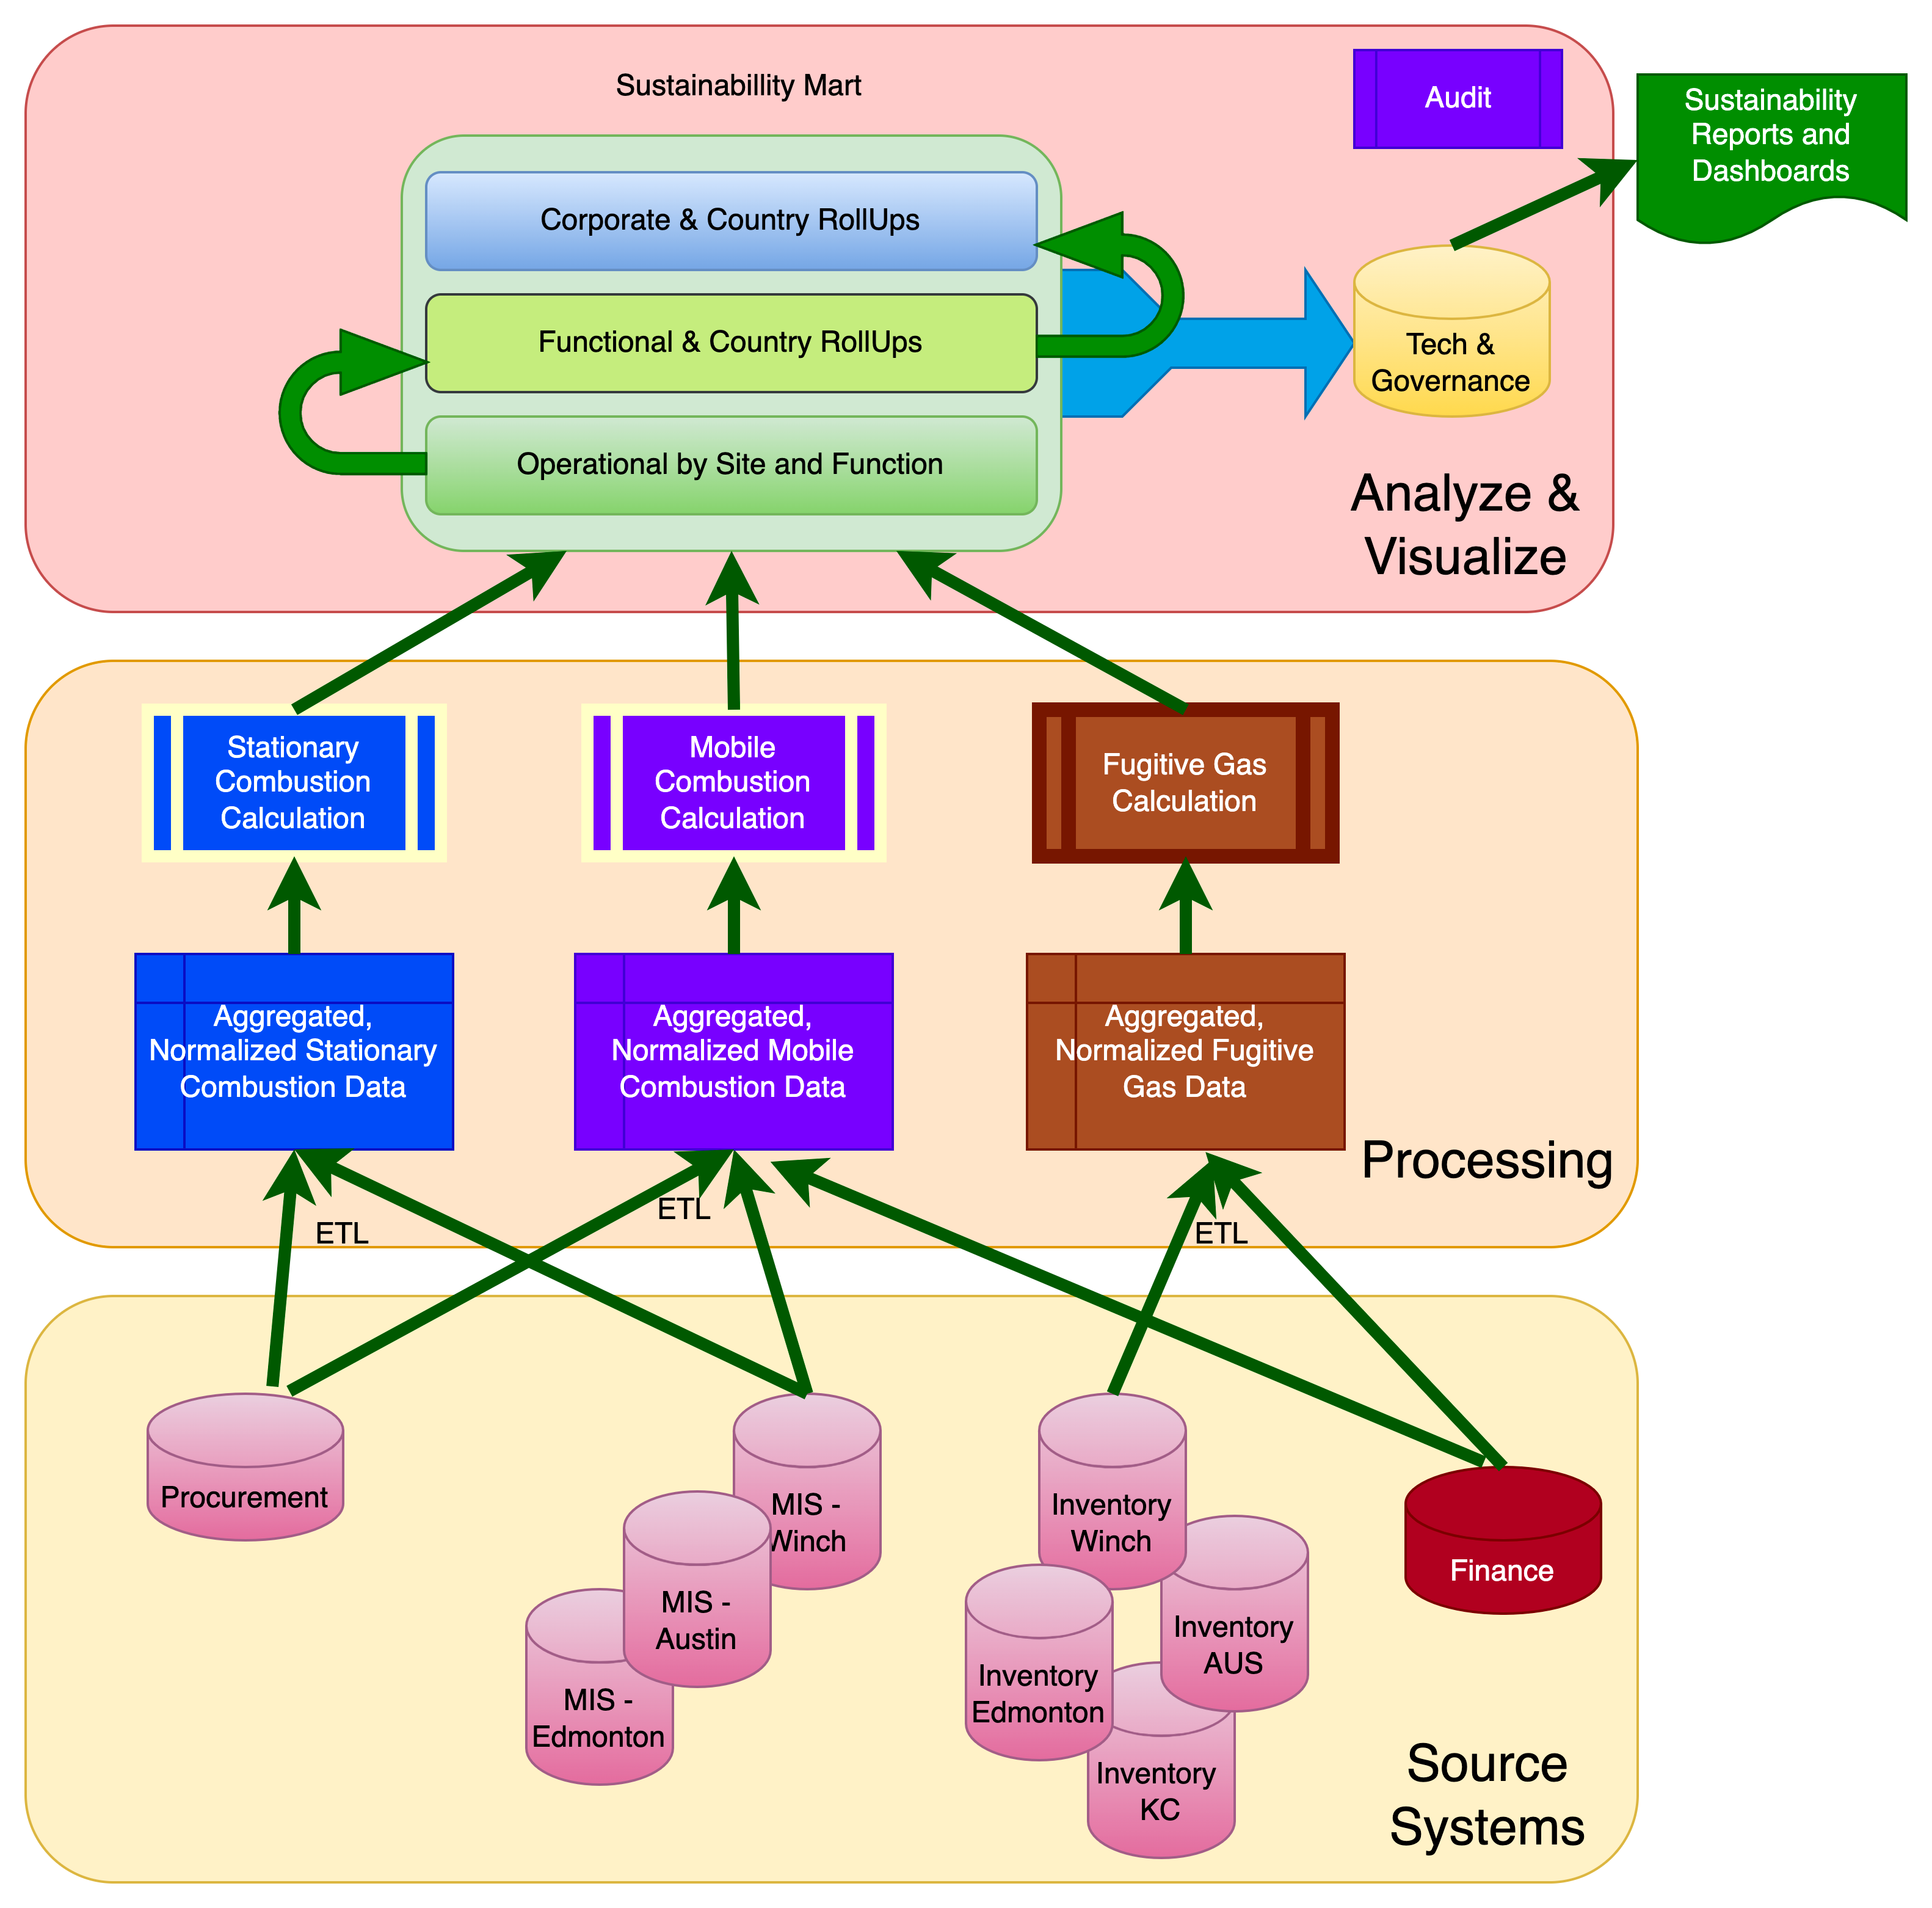 Sustainabillity Mart
Audit
Sustainability
Reports and
Dashboards
Corporate & Country RollUps
Functional & Country RollUps
Operational by Site and Function
Tech &
Governance
Analyze &
Visualize
Stationary
Combustion
Calculation
Mobile
Combustion
Calculation
Fugitive Gas
Calculation
Aggregated,
Normalized Stationary
Combustion Data
Aggregated,
Normalized Mobile
Combustion Data
Aggregated,
Normalized Fugitive
Gas Data
Processing
ETL
ETL
ETL
Procurement
MIS -
Winch
MIS -
Austin
MIS -
Edmonton
Inventory
Winch
Inventory
AUS
Inventory
Edmonton
Inventory
KC
Finance
Source
Systems